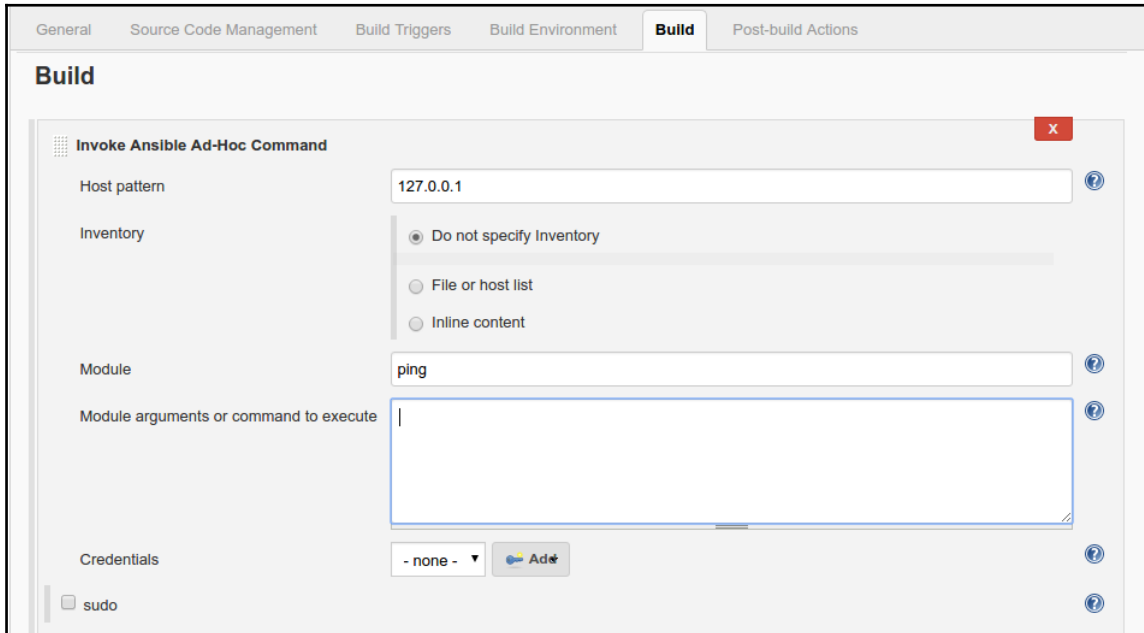 General Source Code Management Build Triggers Build Environment Build Post-build Actions
Build
X
Invoke Ansible Ad-Hoc Command
Host pattern 127.0.0.1
Inventory Do not specify Inventory
File or host list
Inline content
Module ping
Module arguments or command to execute
Credentials - none - Add
sudo